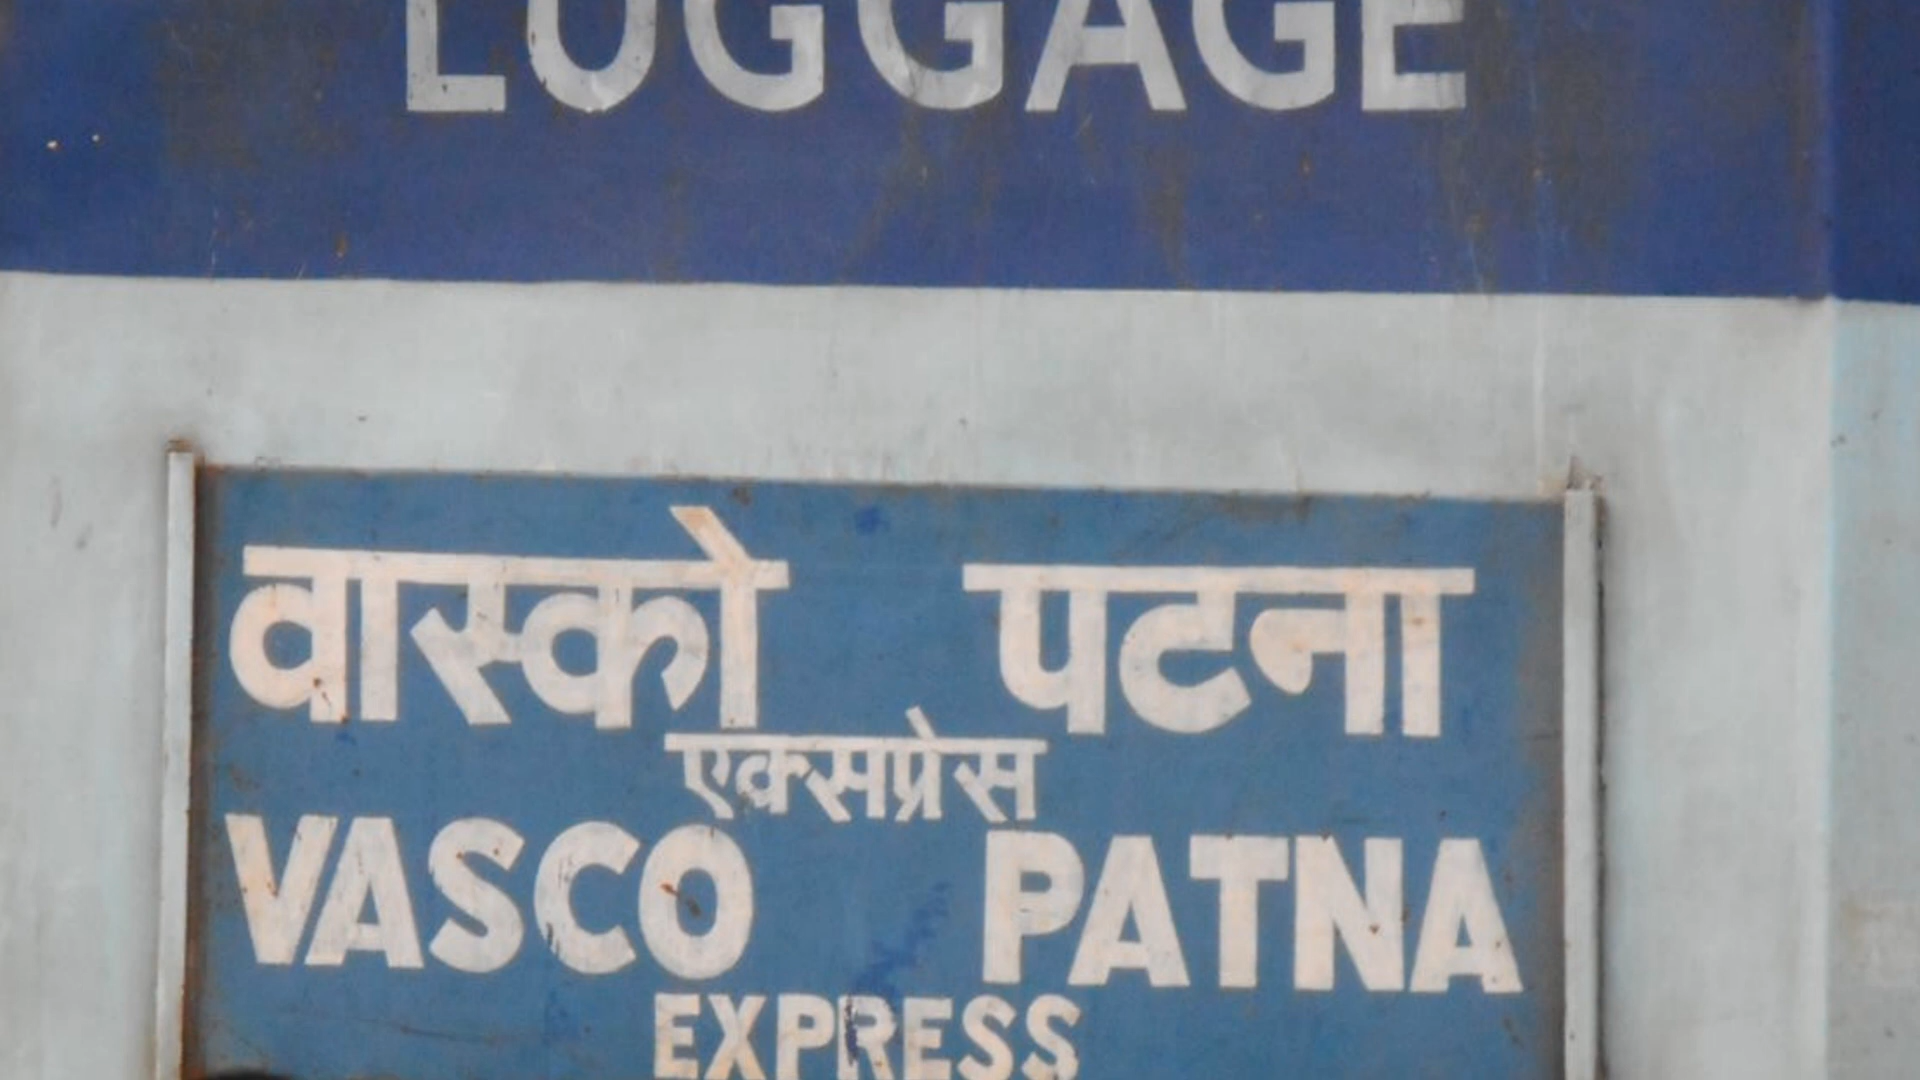 LUGGAGE
वास्को पटना
एक्सप्रेस
VASCO PATNA
EXPRESS